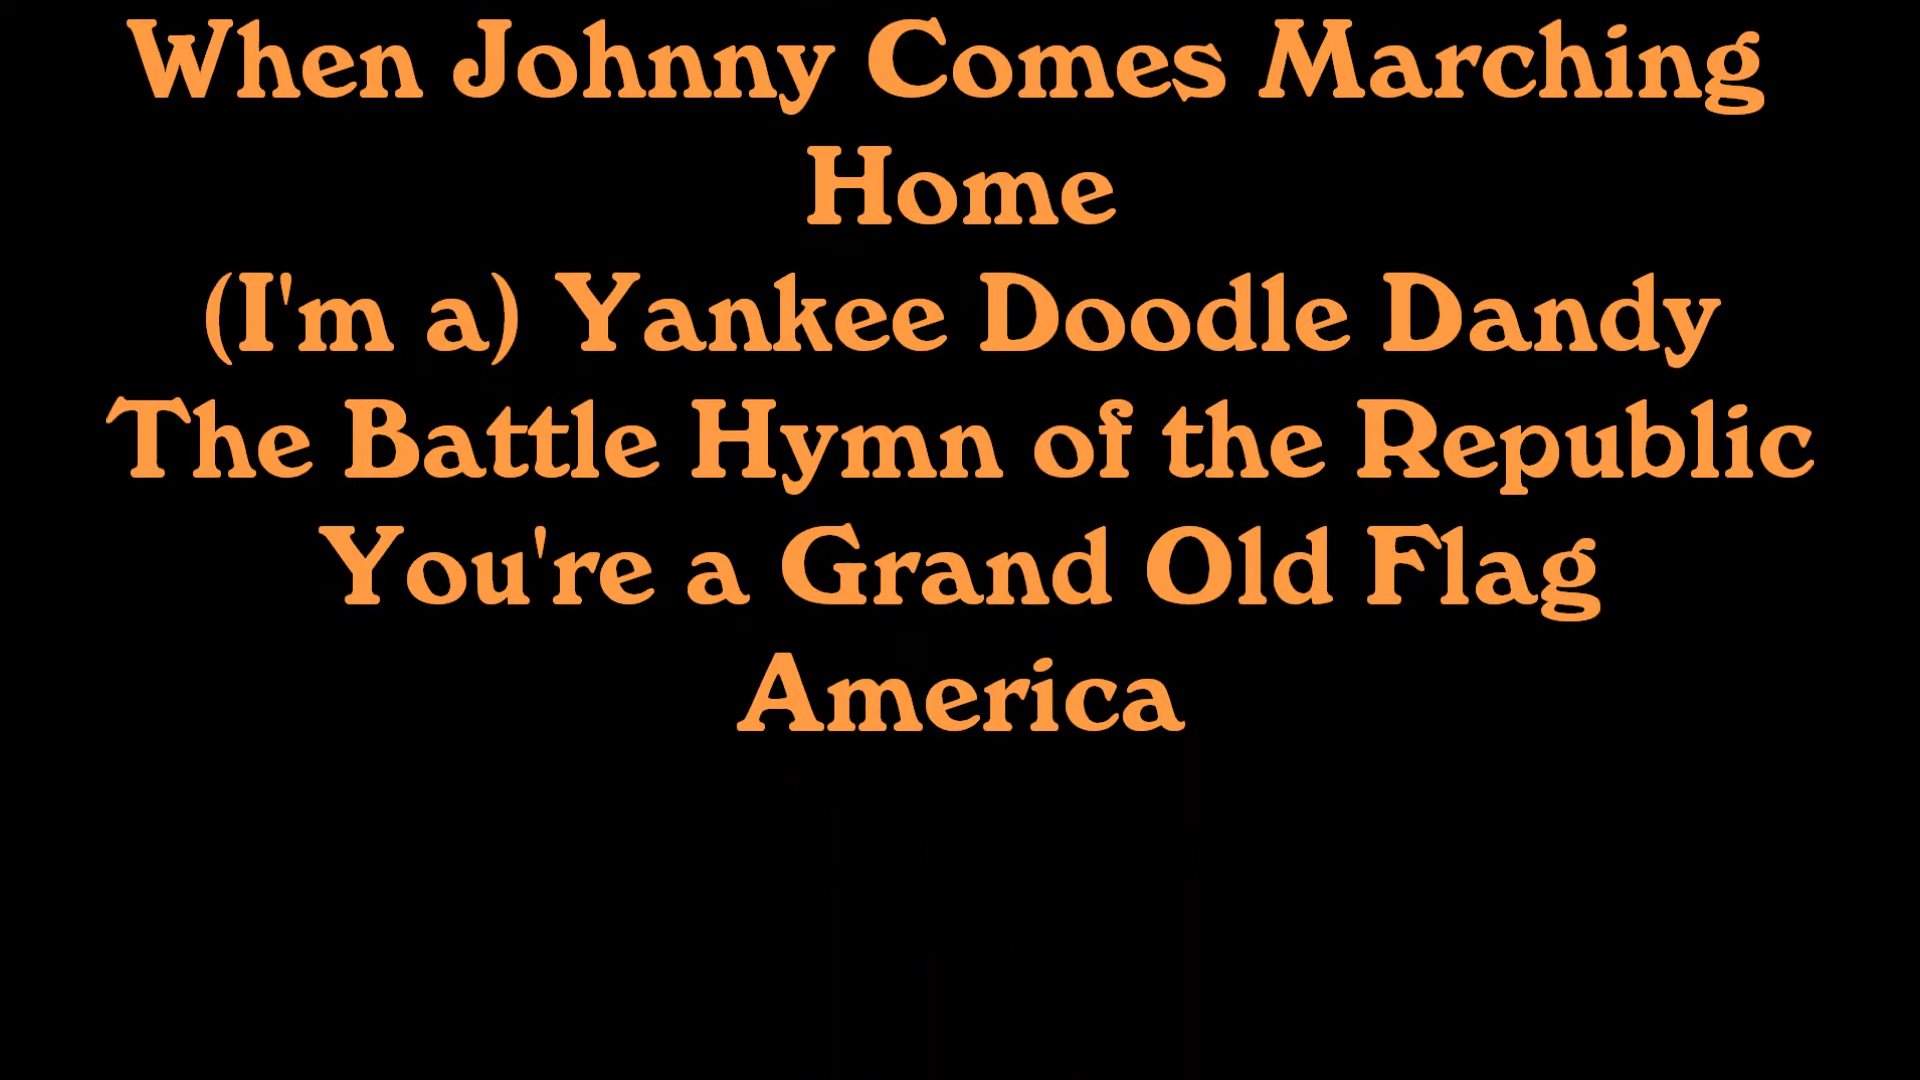 When Johnny Comes Marching
Home
(I'm a) Yankee Doodle Dandy
The Battle Hymn of the Republic
You're a Grand Old Flag
America